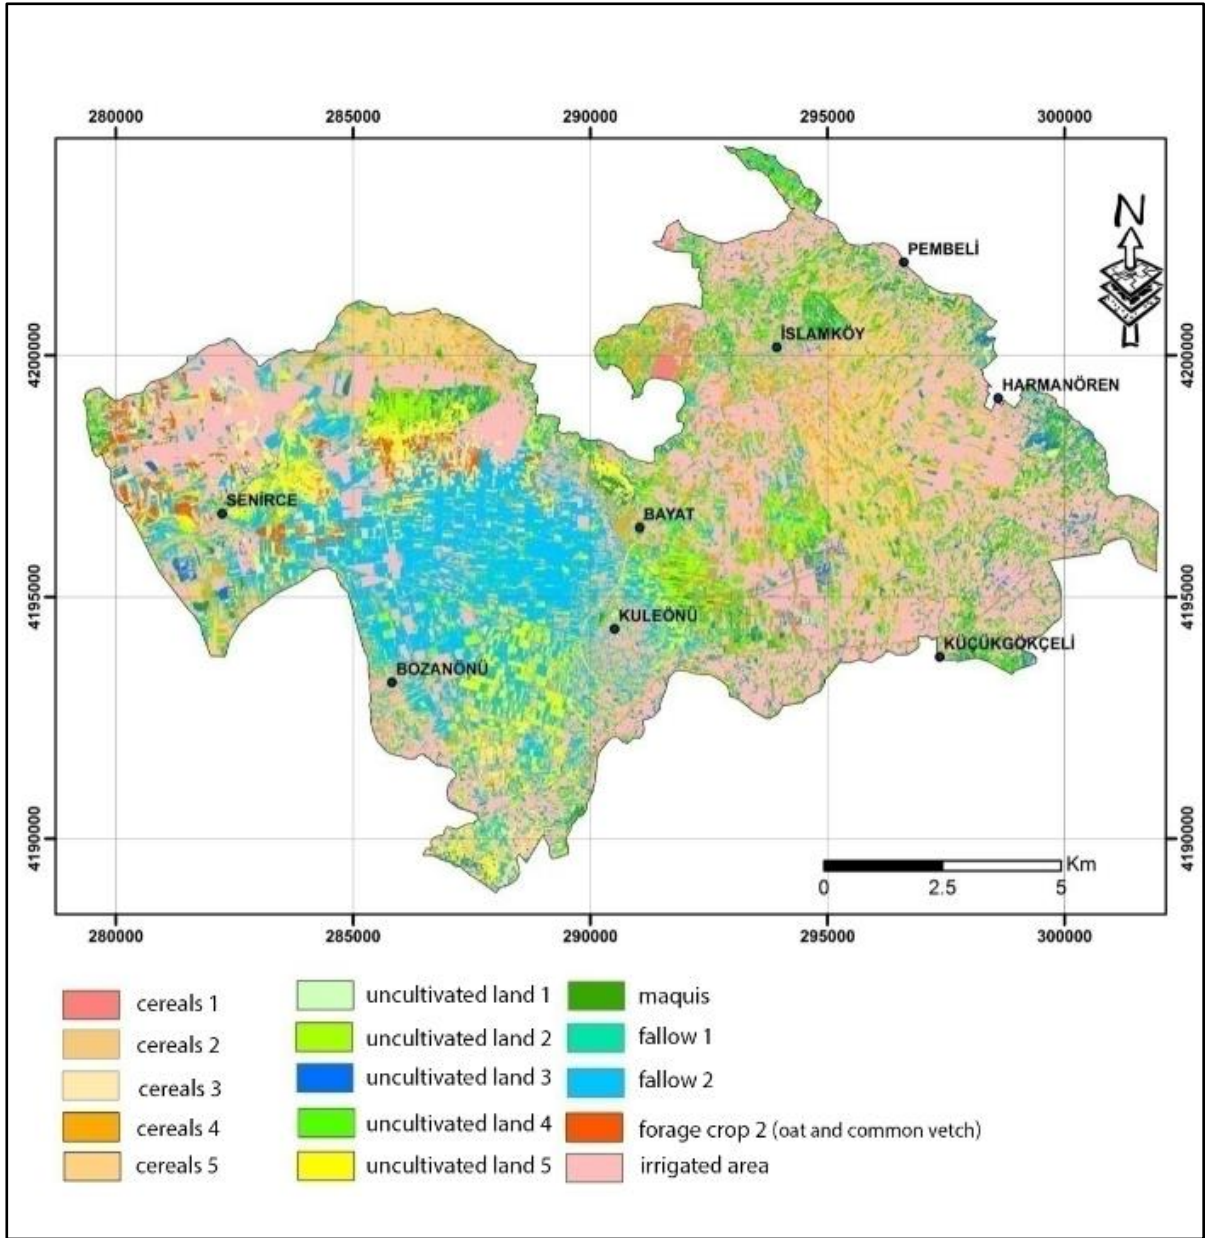 280000 285000 290000 295000 300000
N
PEMBELİ
İSLAMKÖY
4200000 4200000
HARMANÖREN
SENİRCE
BAYAT
4195000 4195000
KULEÖNÜ
KÜÇÜKGÖKÇELİ
BOZANÖNÜ
4190000 4190000
Km
0 2.5 5
280000 285000 290000 295000 300000
cereals 1
cereals 2
cereals 3
cereals 4
cereals 5
uncultivated land 1
uncultivated land 2
uncultivated land 3
uncultivated land 4
uncultivated land 5
maquis
fallow 1
fallow 2
forage crop 2 (oat and common vetch)
irrigated area